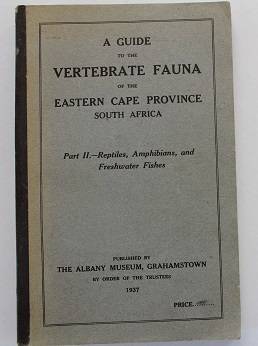 A GUIDE
TO THE
VERTEBRATE FAUNA
OF THE
EASTERN CAPE PROVINCE
SOUTH AFRICA
Part II.—Reptiles, Amphibians, and
Freshwater Fishes
PUBLISHED BY
THE ALBANY MUSEUM, GRAHAMSTOWN
BY ORDER OF THE TRUSTEES
1937
PRICE